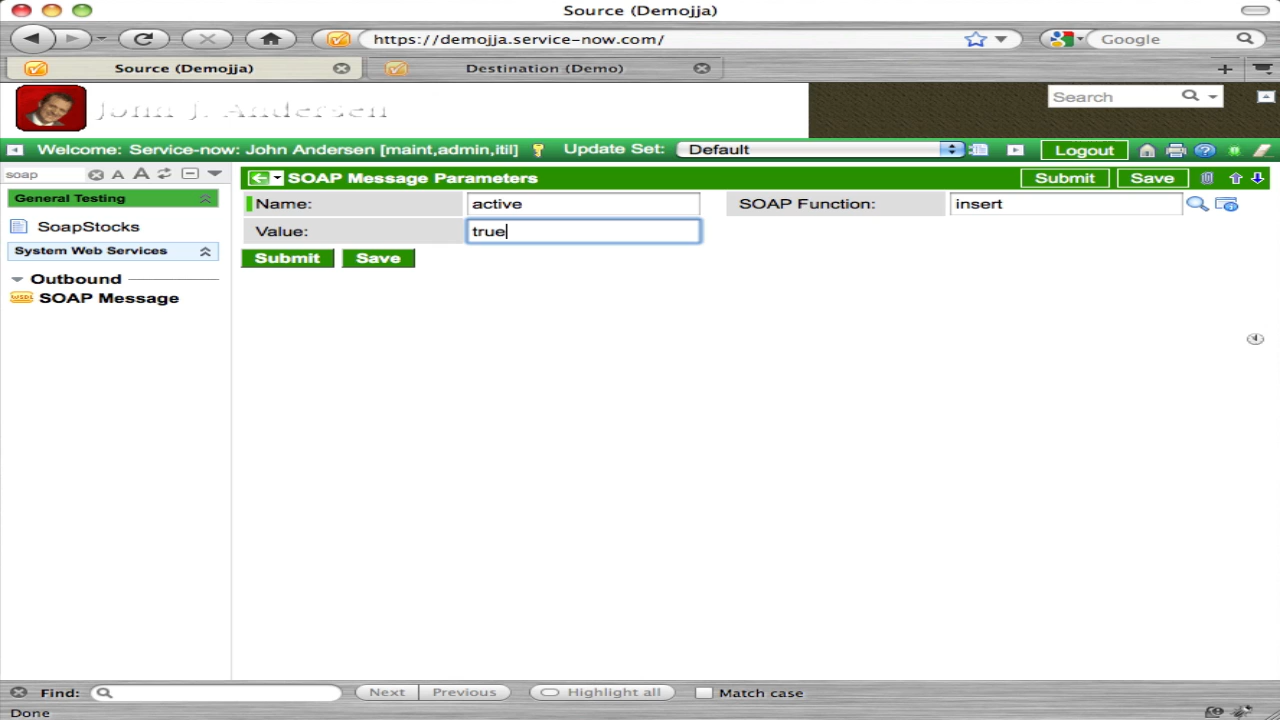 Source (Demojja)
https://demojja.service-now.com/
Google
Source (Demojja)
Destination (Demo)
John J. Andersen
Search
Welcome: Service-now: John Andersen [maint,admin,itil]
Update Set:
Default
Logout
soap
A A
SOAP Message Parameters
Submit
Save
General Testing
Name:
active
SOAP Function:
insert
SoapStocks
Value:
true
System Web Services
Submit
Save
Outbound
WSDL
SOAP Message
Find:
Next
Previous
Highlight all
Match case
Done